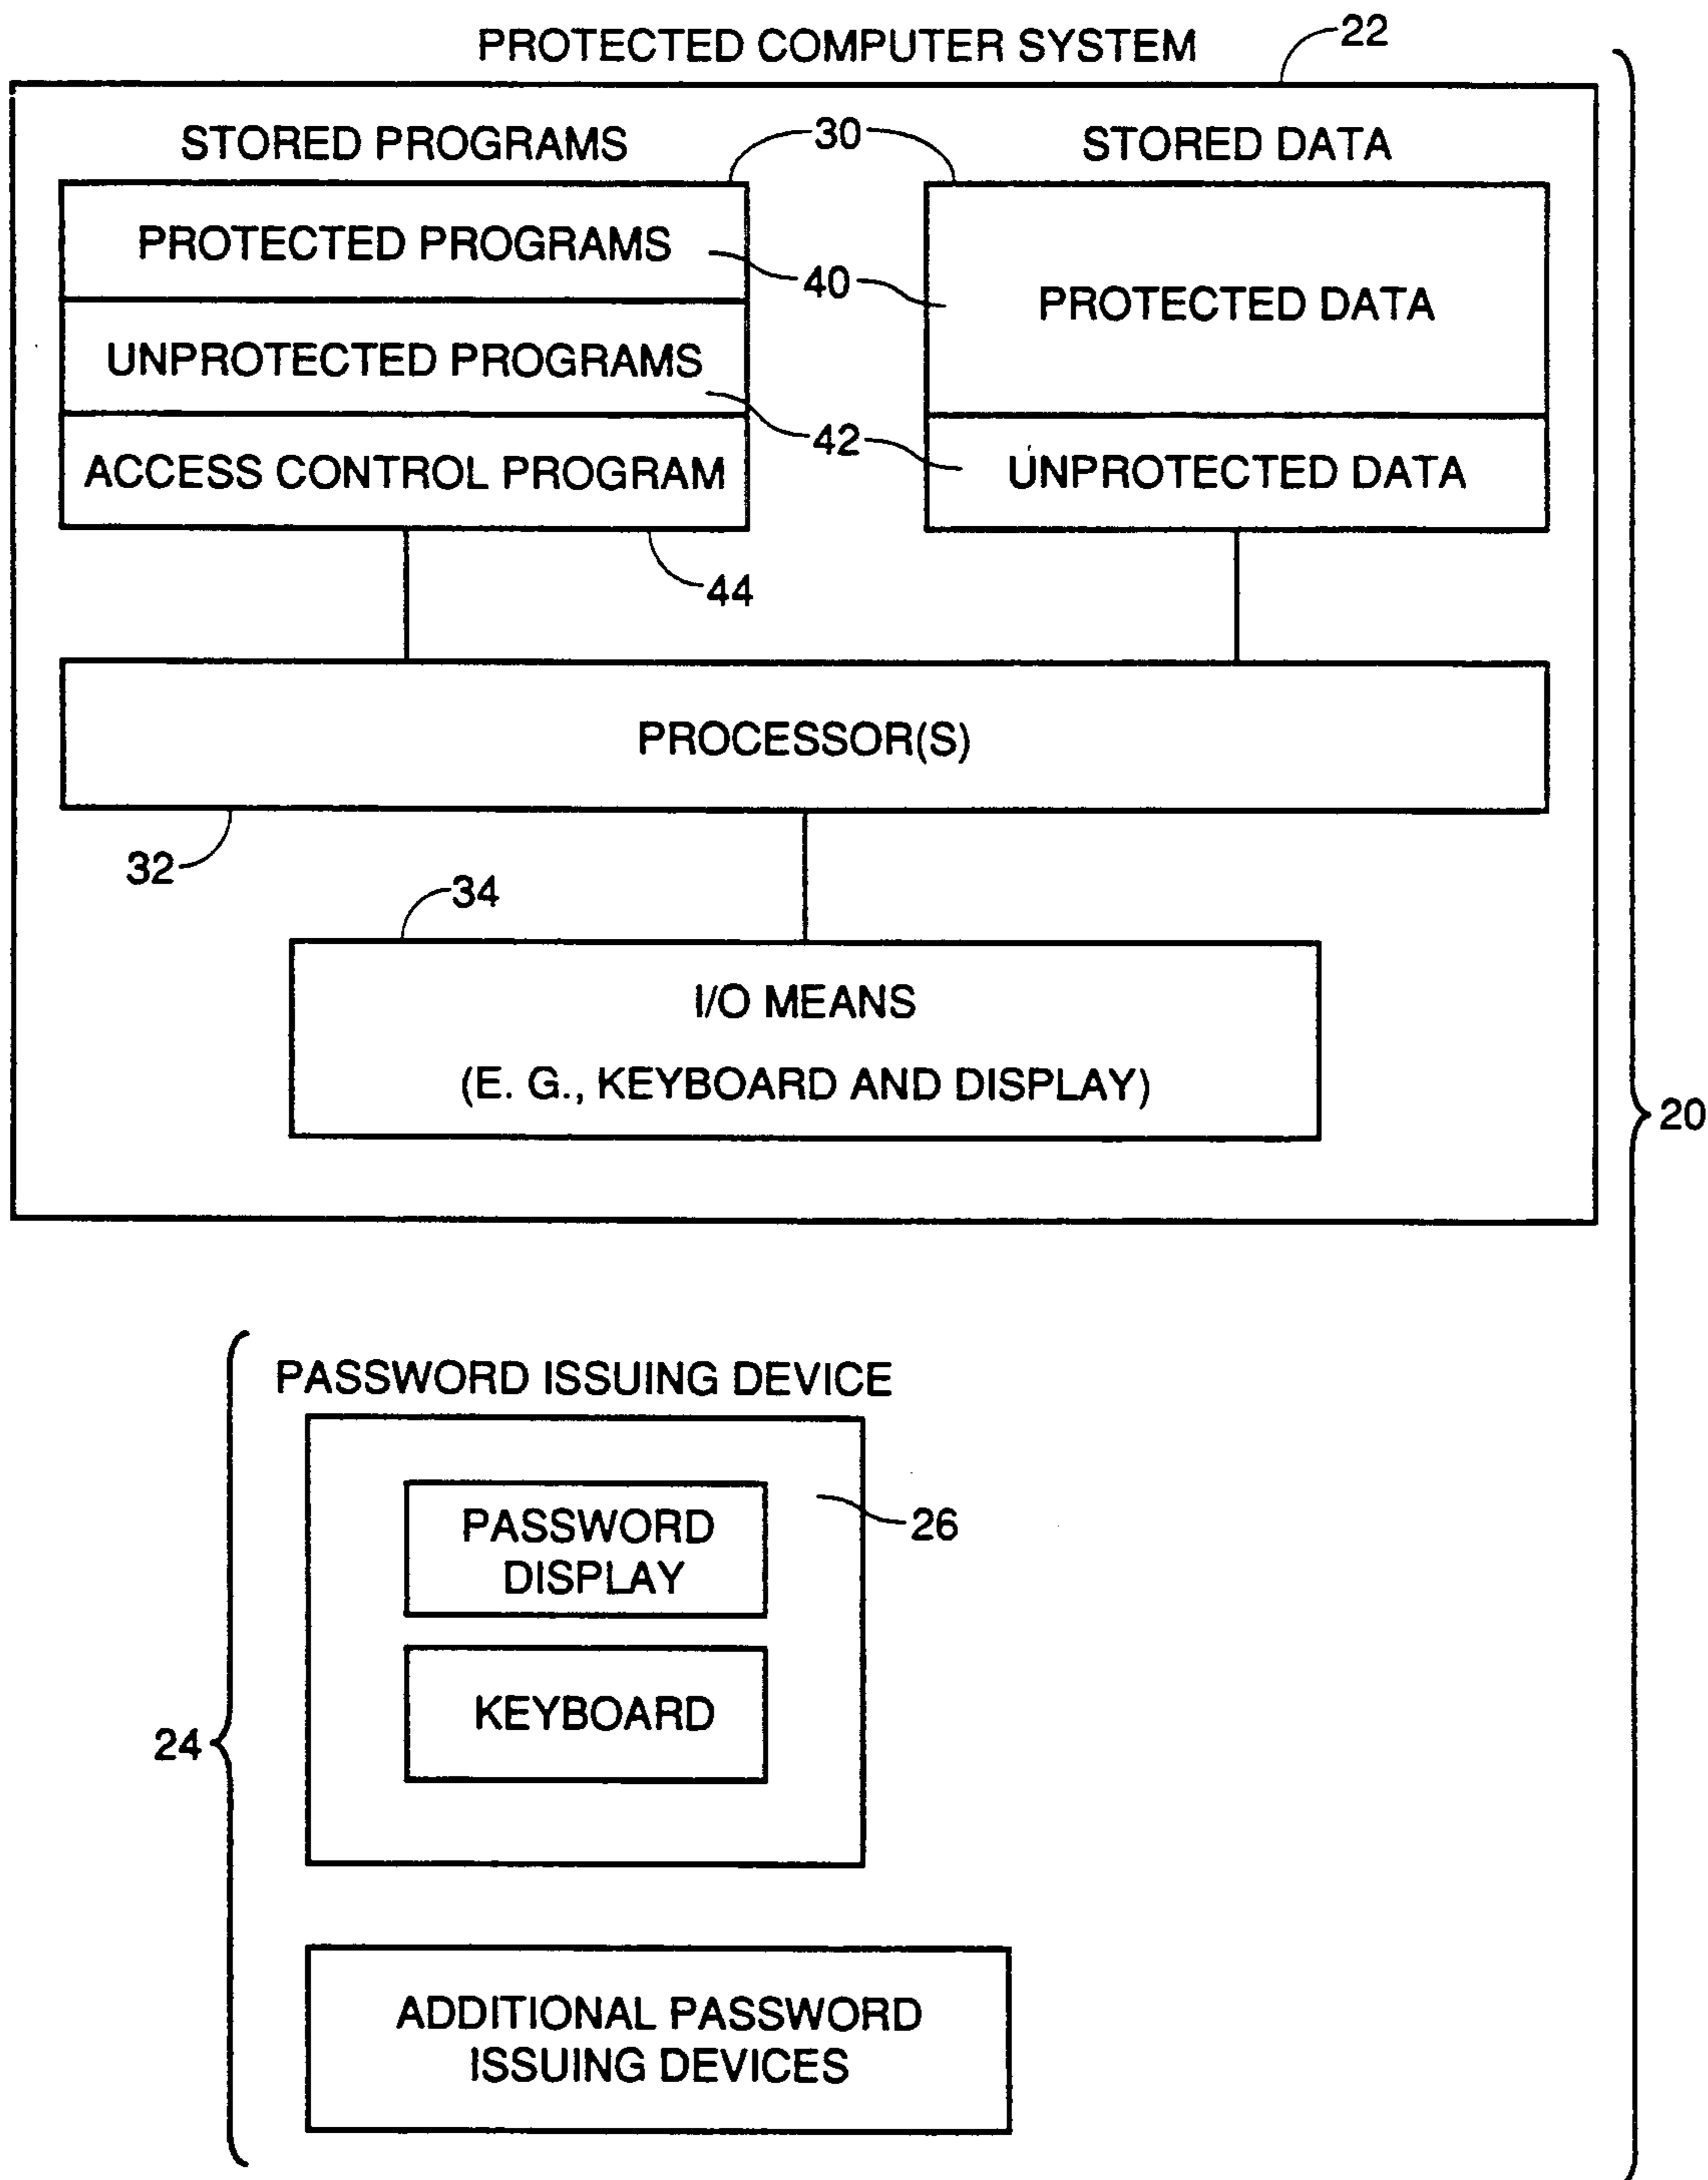 PROTECTED COMPUTER SYSTEM
22
STORED PROGRAMS
30
STORED DATA
PROTECTED PROGRAMS
40
PROTECTED DATA
UNPROTECTED PROGRAMS
42
ACCESS CONTROL PROGRAM
UNPROTECTED DATA
44
PROCESSOR(S)
32
34
I/O MEANS
(E. G., KEYBOARD AND DISPLAY)
20
PASSWORD ISSUING DEVICE
PASSWORD
DISPLAY
26
KEYBOARD
24
ADDITIONAL PASSWORD
ISSUING DEVICES